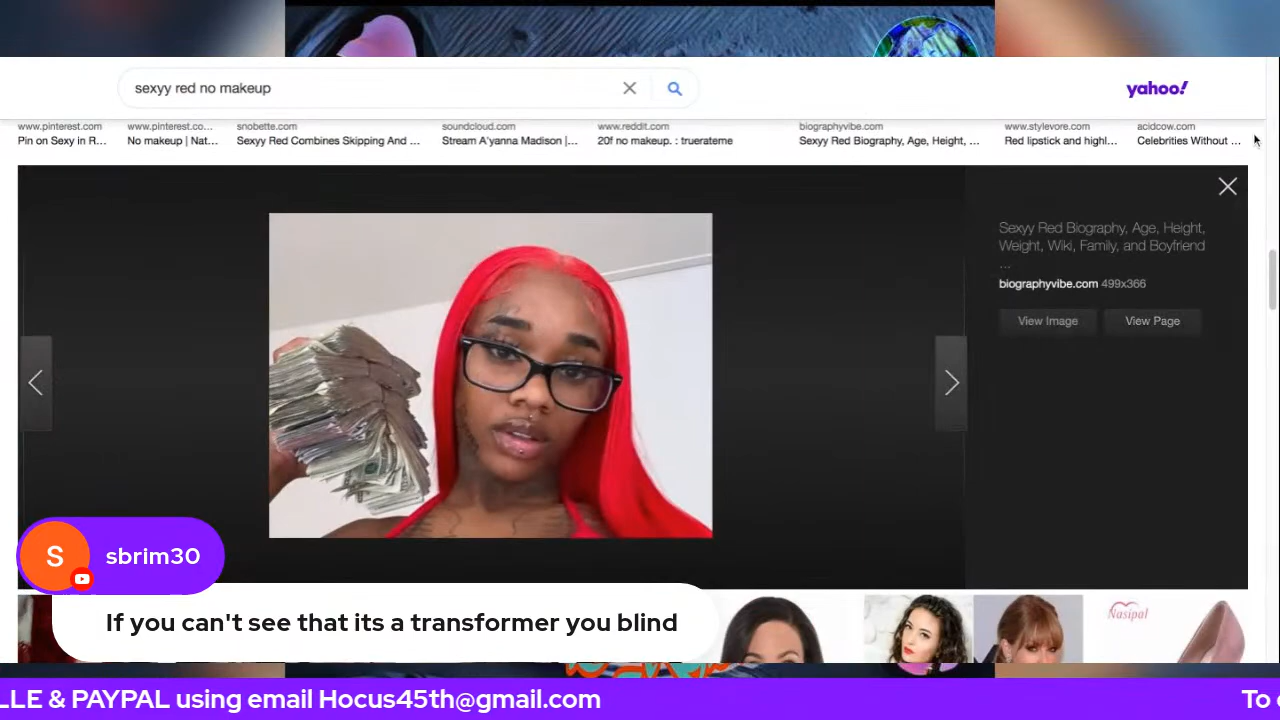 sexyy red no makeup
yahoo!
www.pinterest.com
Pin on Sexy in R...
www.pinterest.co...
No makeup | Nat...
snobette.com
Sexyy Red Combines Skipping And ...
soundcloud.com
Stream A'yanna Madison |...
www.reddit.com
20f no makeup. : truerateme
biographyvibe.com
Sexyy Red Biography, Age, Height, ...
www.stylevore.com
Red lipstick and highl...
acidcow.com
Celebrities Without ...
Sexyy Red Biography, Age, Height,
Weight, Wiki, Family, and Boyfriend
...
biographyvibe.com 499x366
View Image
View Page
S
sbrim30
If you can't see that its a transformer you blind
Nasipal
LLE & PAYPAL using email Hocus45th@gmail.com
To